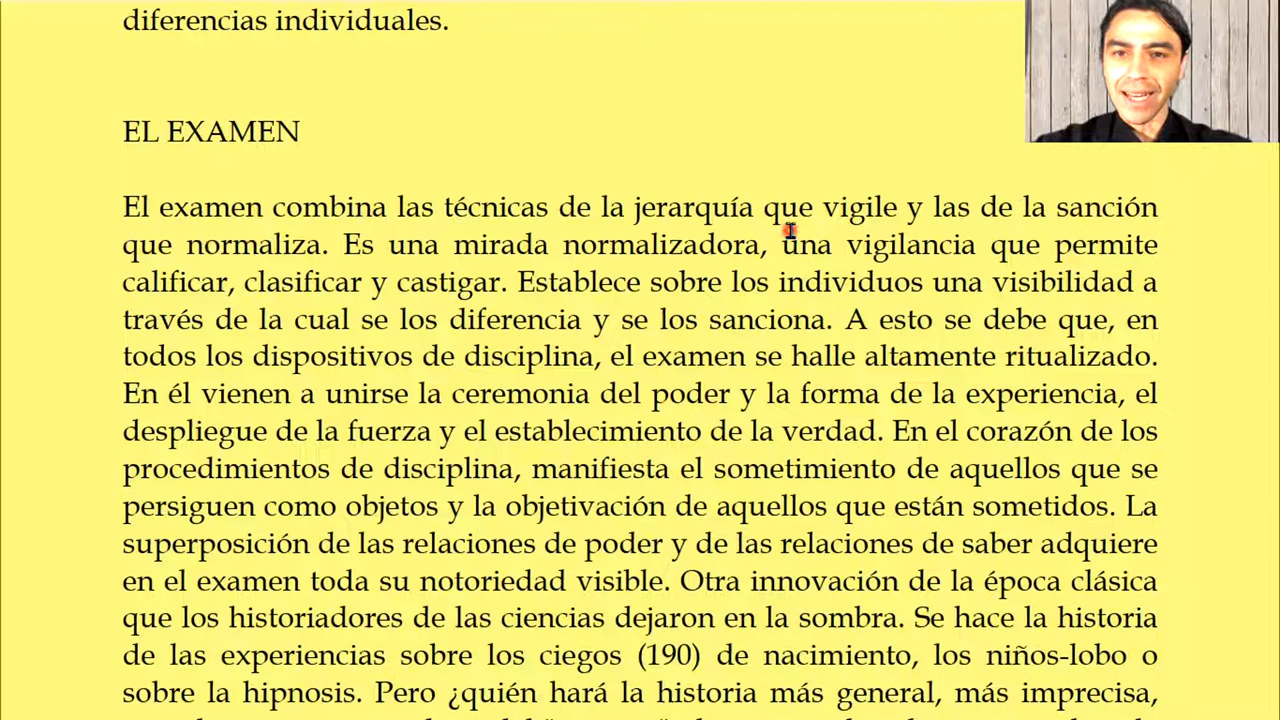 diferencias individuales.
EL EXAMEN
El examen combina las técnicas de la jerarquía que vigile y las de la sanción
que normaliza. Es una mirada normalizadora, una vigilancia que permite
calificar, clasificar y castigar. Establece sobre los individuos una visibilidad a
través de la cual se los diferencia y se los sanciona. A esto se debe que, en
todos los dispositivos de disciplina, el examen se halle altamente ritualizado.
En él vienen a unirse la ceremonia del poder y la forma de la experiencia, el
despliegue de la fuerza y el establecimiento de la verdad. En el corazón de los
procedimientos de disciplina, manifiesta el sometimiento de aquellos que se
persiguen como objetos y la objetivación de aquellos que están sometidos. La
superposición de las relaciones de poder y de las relaciones de saber adquiere
en el examen toda su notoriedad visible. Otra innovación de la época clásica
que los historiadores de las ciencias dejaron en la sombra. Se hace la historia
de las experiencias sobre los ciegos (190) de nacimiento, los niños-lobo o
sobre la hipnosis. Pero ¿quién hará la historia más general, más imprecisa,